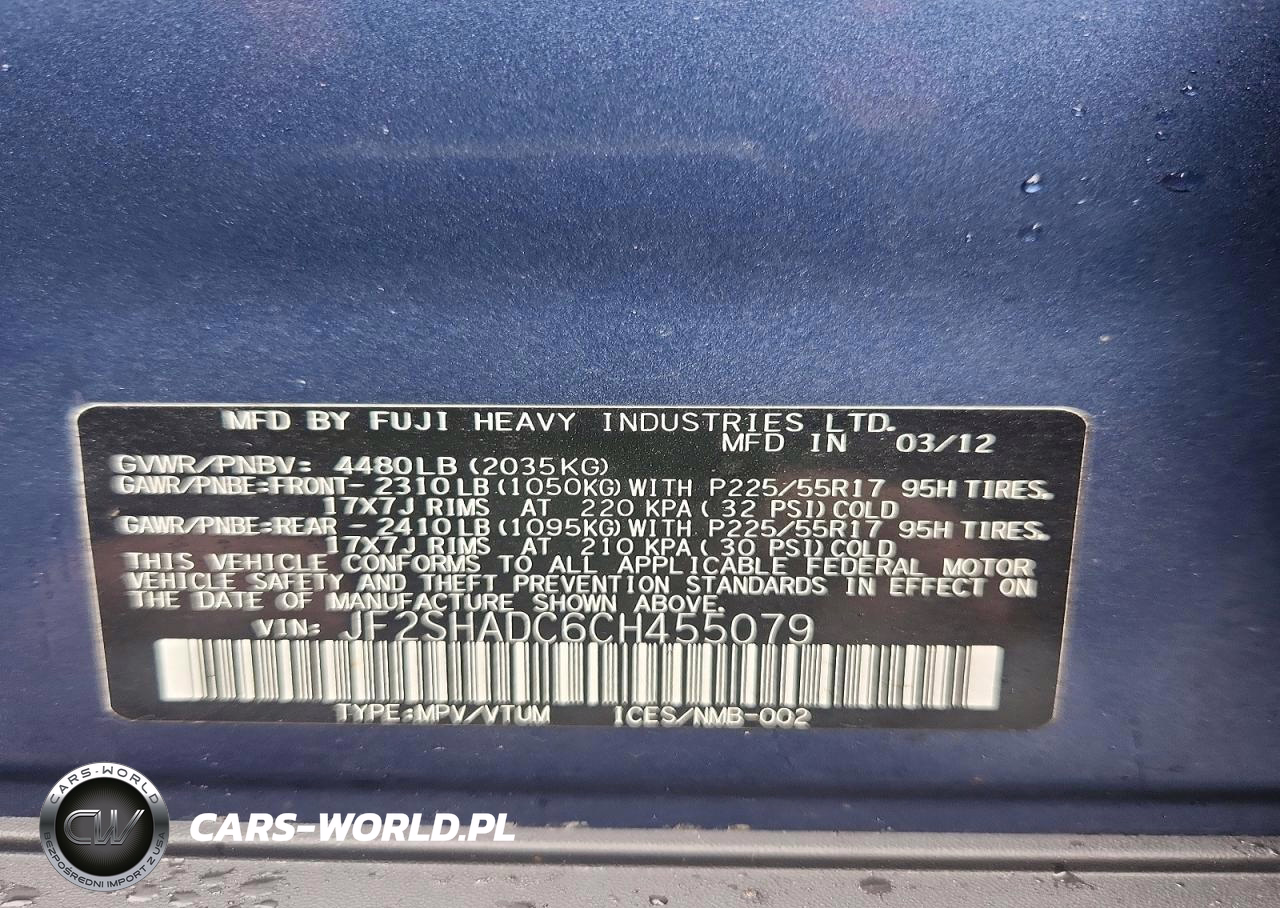 MFD BY FUJI HEAVY INDUSTRIES LTD.
MFD IN 03/12
GVWR/PNBV: 4480LB (2035KG)
GAWR/PNBE:FRONT- 2310LB (1050KG) WITH P225/55R17 95H TIRES.
17X7J RIMS AT 220 KPA ( 32 PSI) COLD
GAWR/PNBE:REAR - 2410LB (1095KG) WITH P225/55R17 95H TIRES.
17X7J RIMS AT 210 KPA ( 30 PSI) COLD
THIS VEHICLE CONFORMS TO ALL APPLICABLE FEDERAL MOTOR
VEHICLE SAFETY AND THEFT PREVENTION STANDARDS IN EFFECT ON
THE DATE OF MANUFACTURE SHOWN ABOVE.
VIN: JF2SHADC6CH455079
TYPE:MPV/VTUM ICES/NMB-002
CARS-WORLD
CW
BEZPOŚREDNI IMPORT Z USA
CARS-WORLD.PL